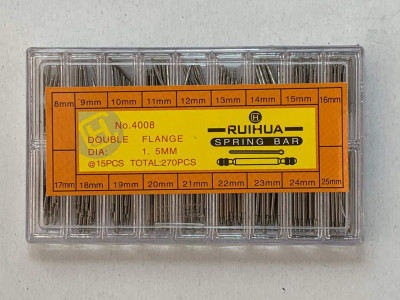 8mm 9mm 10mm 11mm 12mm 13mm 14mm 15mm 16mm
No.4008
DOUBLE FLANGE
DIA: 1.5MM
@15PCS TOTAL:270PCS
H
RUIHUA
SPRING BAR
17mm 18mm 19mm 20mm 21mm 22mm 23mm 24mm 25mm